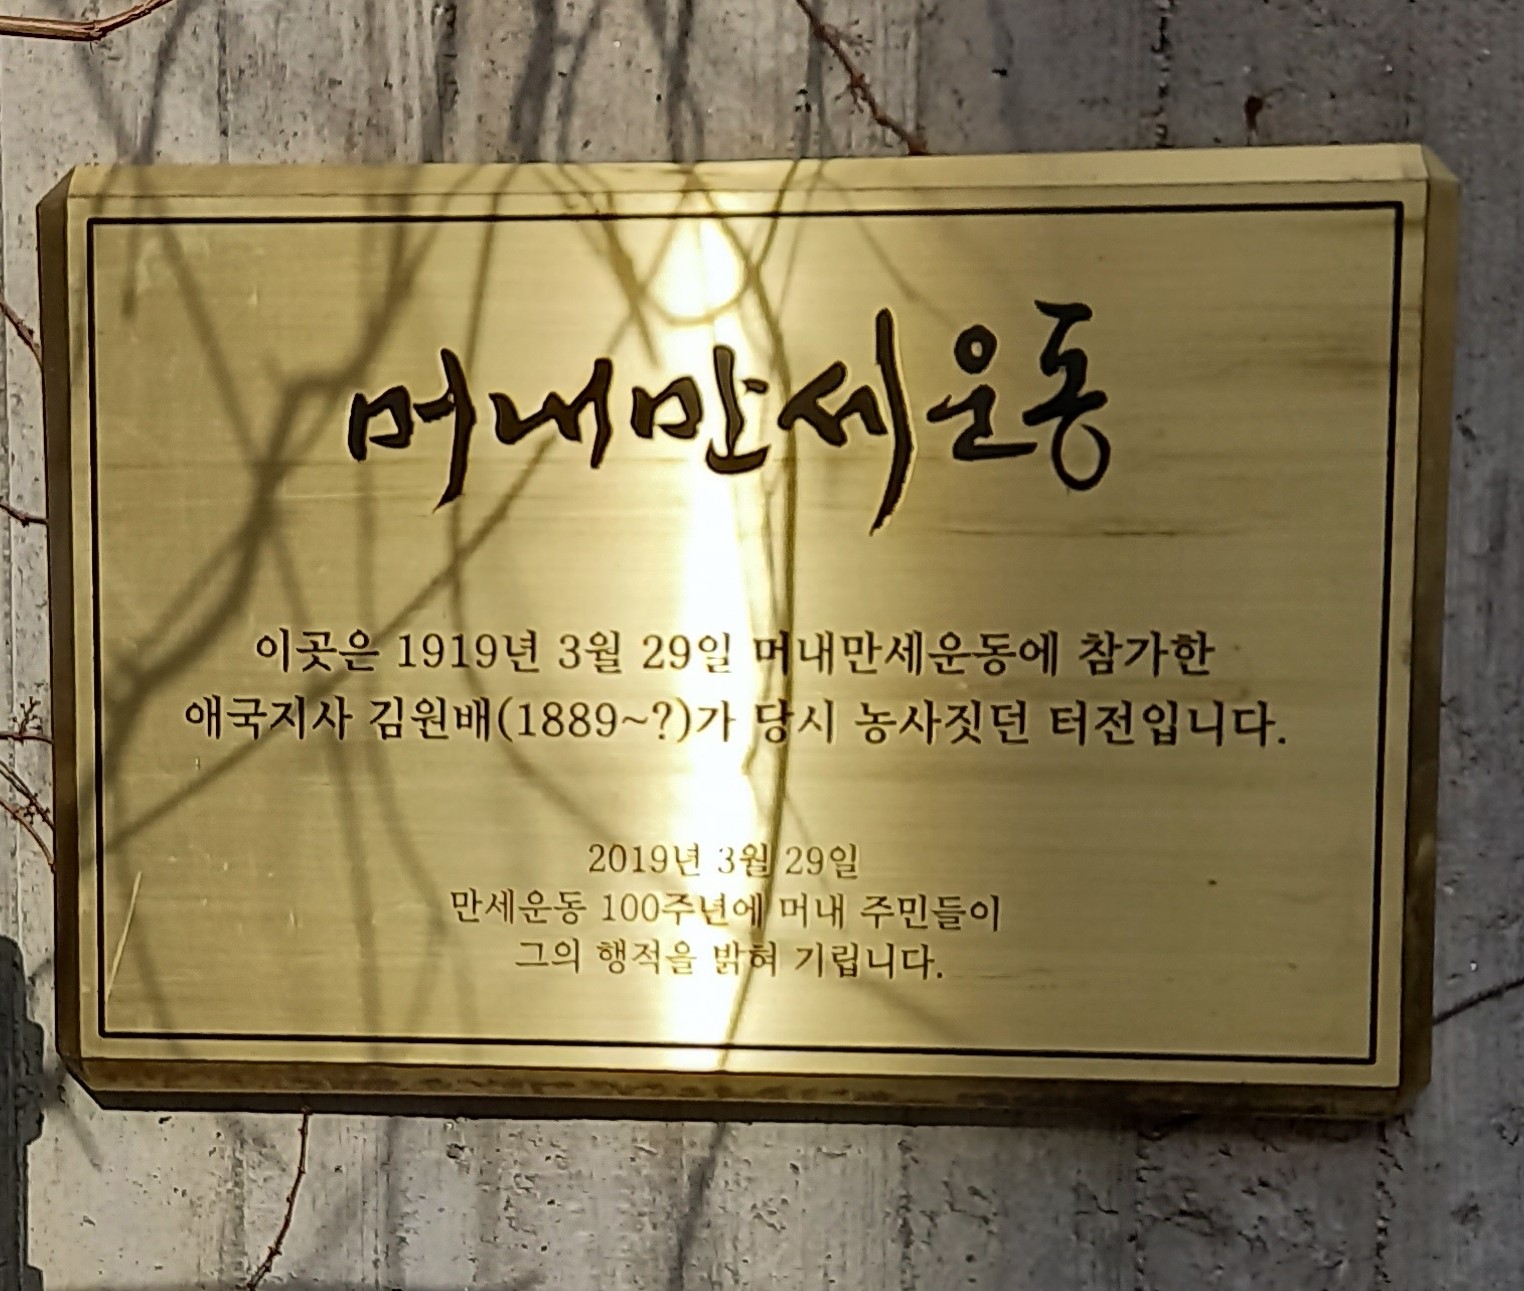 머내만세운동
이곳은 1919년 3월 29일 머내만세운동에 참가한
애국지사 김원배(1889~?)가 당시 농사짓던 터전입니다.
2019년 3월 29일
만세운동 100주년에 머내 주민들이
그의 행적을 밝혀 기립니다.